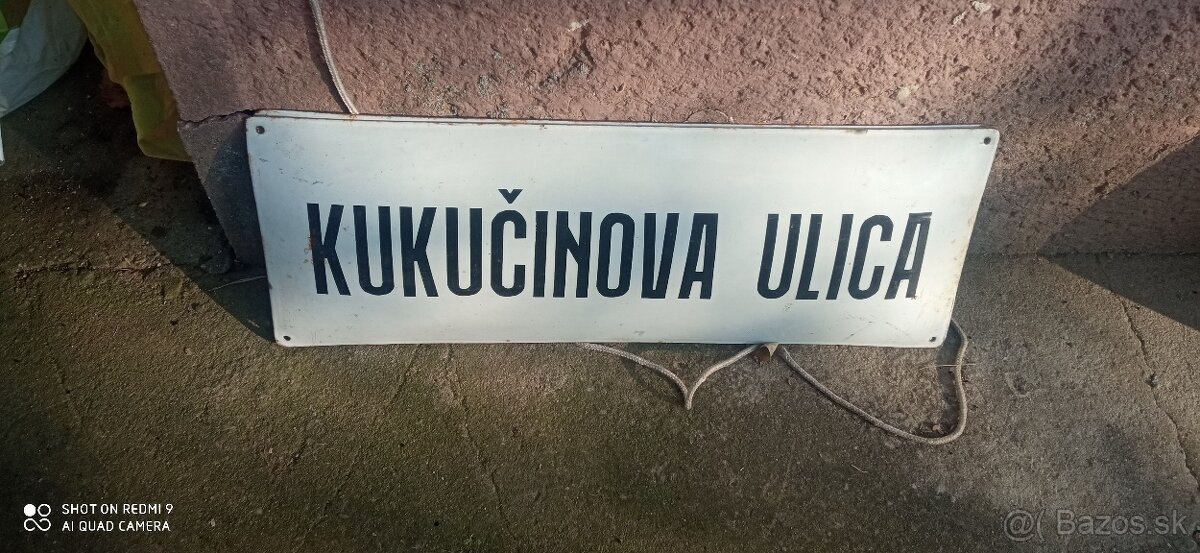 KUKUČINOVA ULICA
SHOT ON REDMI 9
AI QUAD CAMERA
@( Bazos.sk